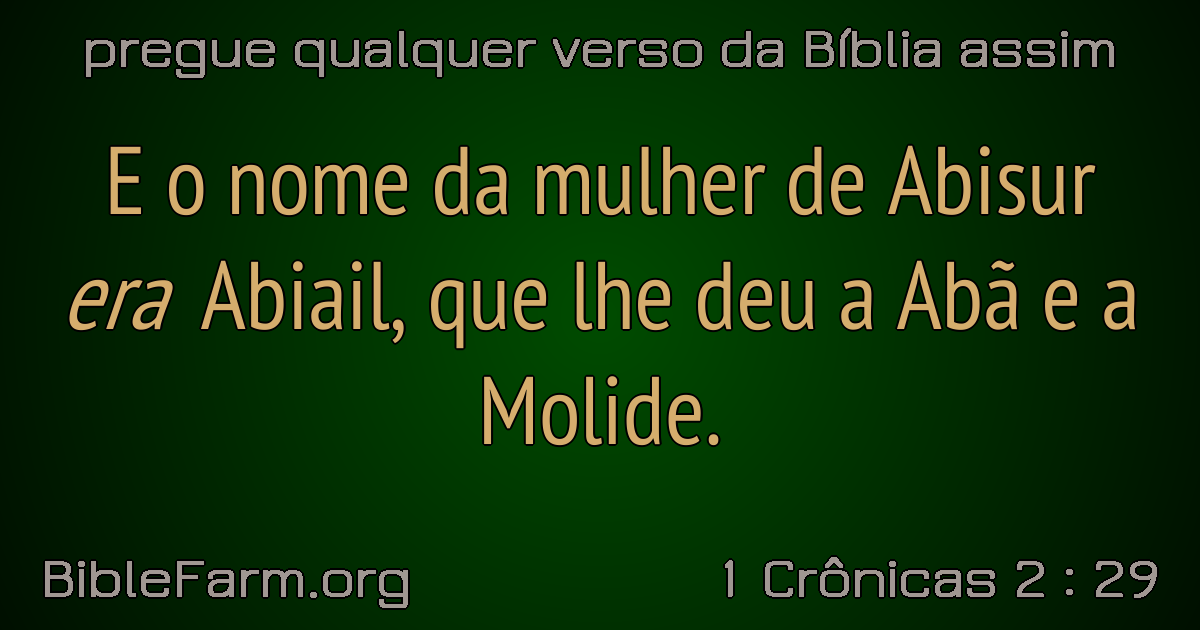 pregue qualquer verso da Bíblia assim
E o nome da mulher de Abisur
era Abiail, que lhe deu a Abã e a
Molide.
BibleFarm.org
1 Crônicas 2 : 29